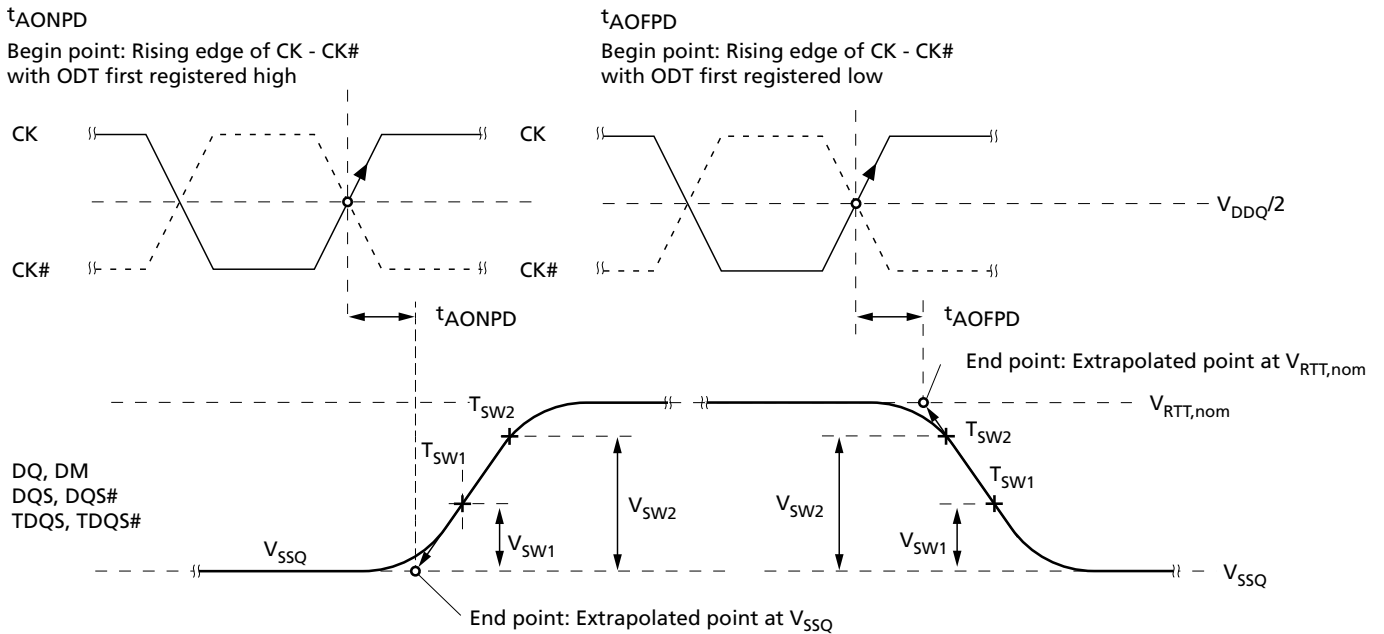 tAONPD
Begin point: Rising edge of CK - CK#
with ODT first registered high
tAOFPD
Begin point: Rising edge of CK - CK#
with ODT first registered low
CK
CK
VDDQ/2
CK#
CK#
tAONPD
tAOFPD
End point: Extrapolated point at VRTT,nom
TSW2
VRTT,nom
TSW2
TSW1
TSW1
DQ, DM
DQS, DQS#
TDQS, TDQS#
VSW2
VSW2
VSW1
VSW1
VSSQ
VSSQ
End point: Extrapolated point at VSSQ